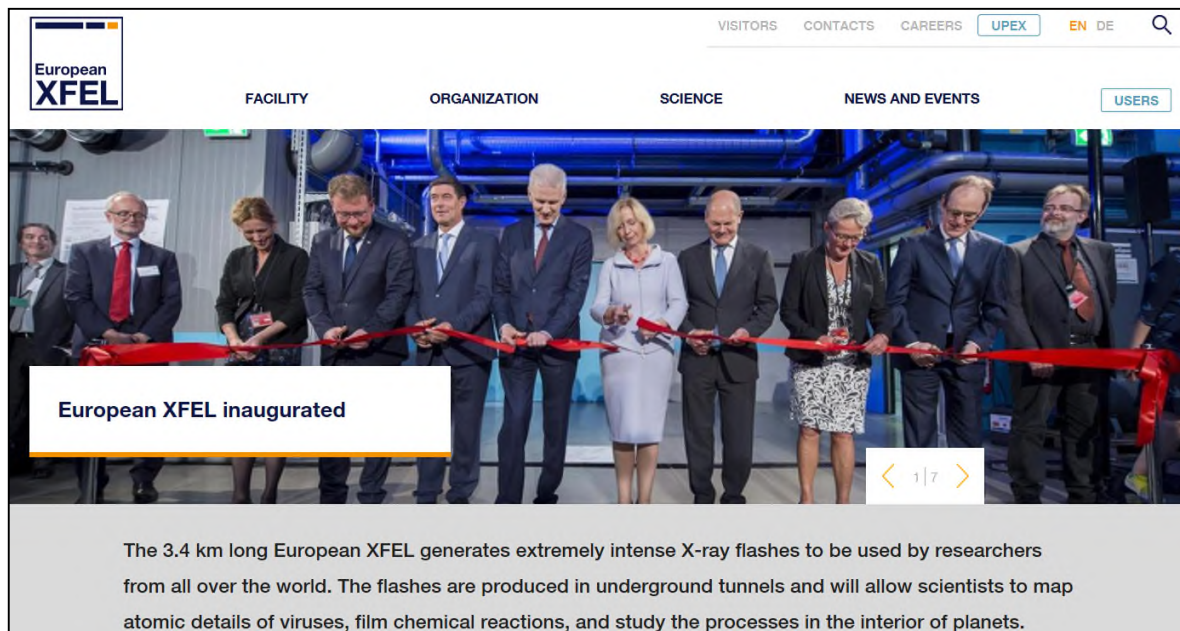 European
XFEL
VISITORS CONTACTS CAREERS UPEX EN DE
FACILITY ORGANIZATION SCIENCE NEWS AND EVENTS USERS
European XFEL inaugurated
1|7
The 3.4 km long European XFEL generates extremely intense X-ray flashes to be used by researchers
from all over the world. The flashes are produced in underground tunnels and will allow scientists to map
atomic details of viruses, film chemical reactions, and study the processes in the interior of planets.